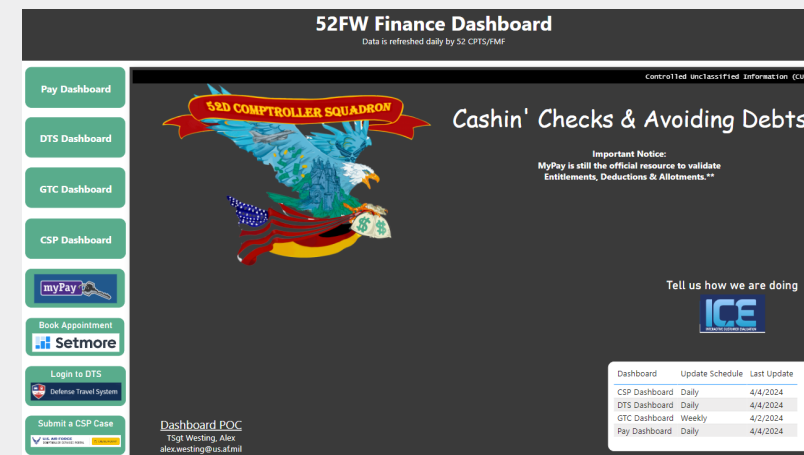 52FW Finance Dashboard
Data is refreshed daily by 52 CPTS/FMF
Controlled Unclassified Information (CU
Pay Dashboard
DTS Dashboard
GTC Dashboard
CSP Dashboard
myPay
Book Appointment
Setmore
Login to DTS
Defense Travel System
Submit a CSP Case
U.S. AIR FORCE
52D COMPTROLLER SQUADRON
$ $
Cashin' Checks & Avoiding Debts
Important Notice:
MyPay is still the official resource to validate
Entitlements, Deductions & Allotments.**
Tell us how we are doing
ICE
INTERACTIVE CUSTOMER EVALUATION
Dashboard Update Schedule Last Update
CSP Dashboard Daily 4/4/2024
DTS Dashboard Daily 4/4/2024
GTC Dashboard Weekly 4/2/2024
Pay Dashboard Daily 4/4/2024
Dashboard POC
TSgt Westing, Alex
alex.westing@us.af.mil